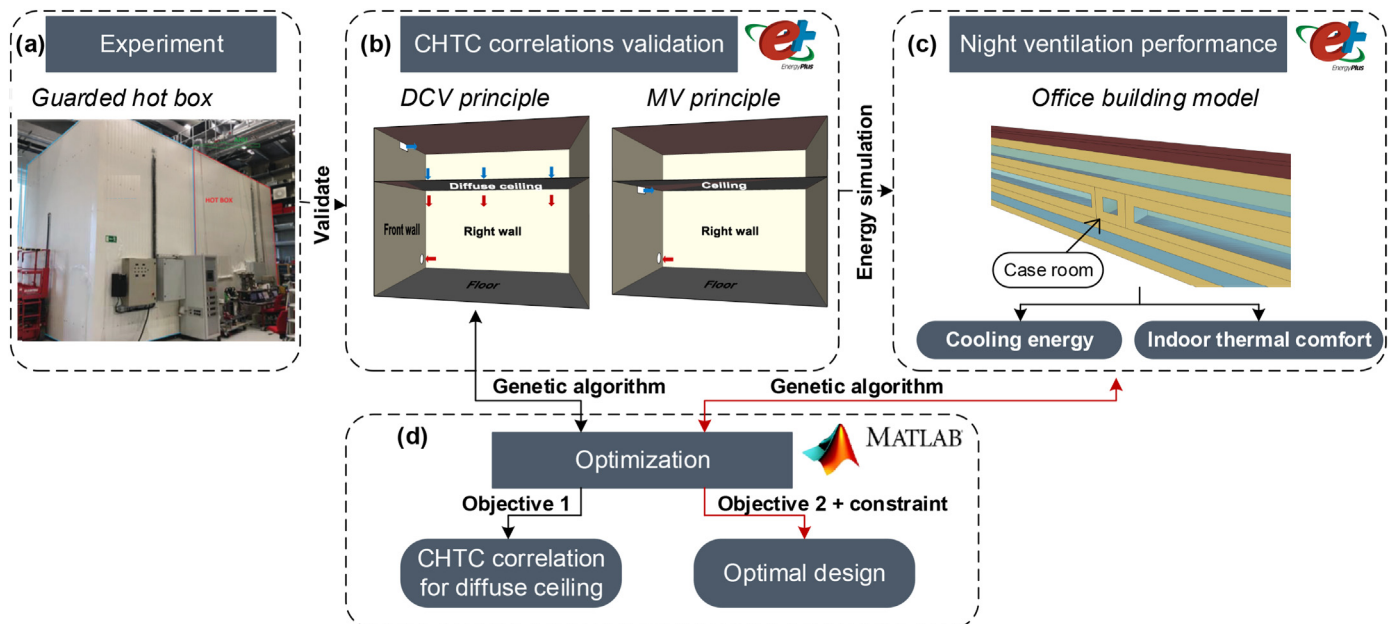 (a)
Experiment
Guarded hot box
HOT BOX
Validate
(b)
CHTC correlations validation
e+
EnergyPlus
DCV principle
MV principle
Diffuse ceiling
Front wall
Right wall
Floor
Ceiling
Right wall
Floor
Energy simulation
(c)
Night ventilation performance
e+
EnergyPlus
Office building model
Case room
Cooling energy
Indoor thermal comfort
Genetic algorithm
Genetic algorithm
(d)
Optimization
MATLAB
Objective 1
Objective 2 + constraint
CHTC correlation
for diffuse ceiling
Optimal design